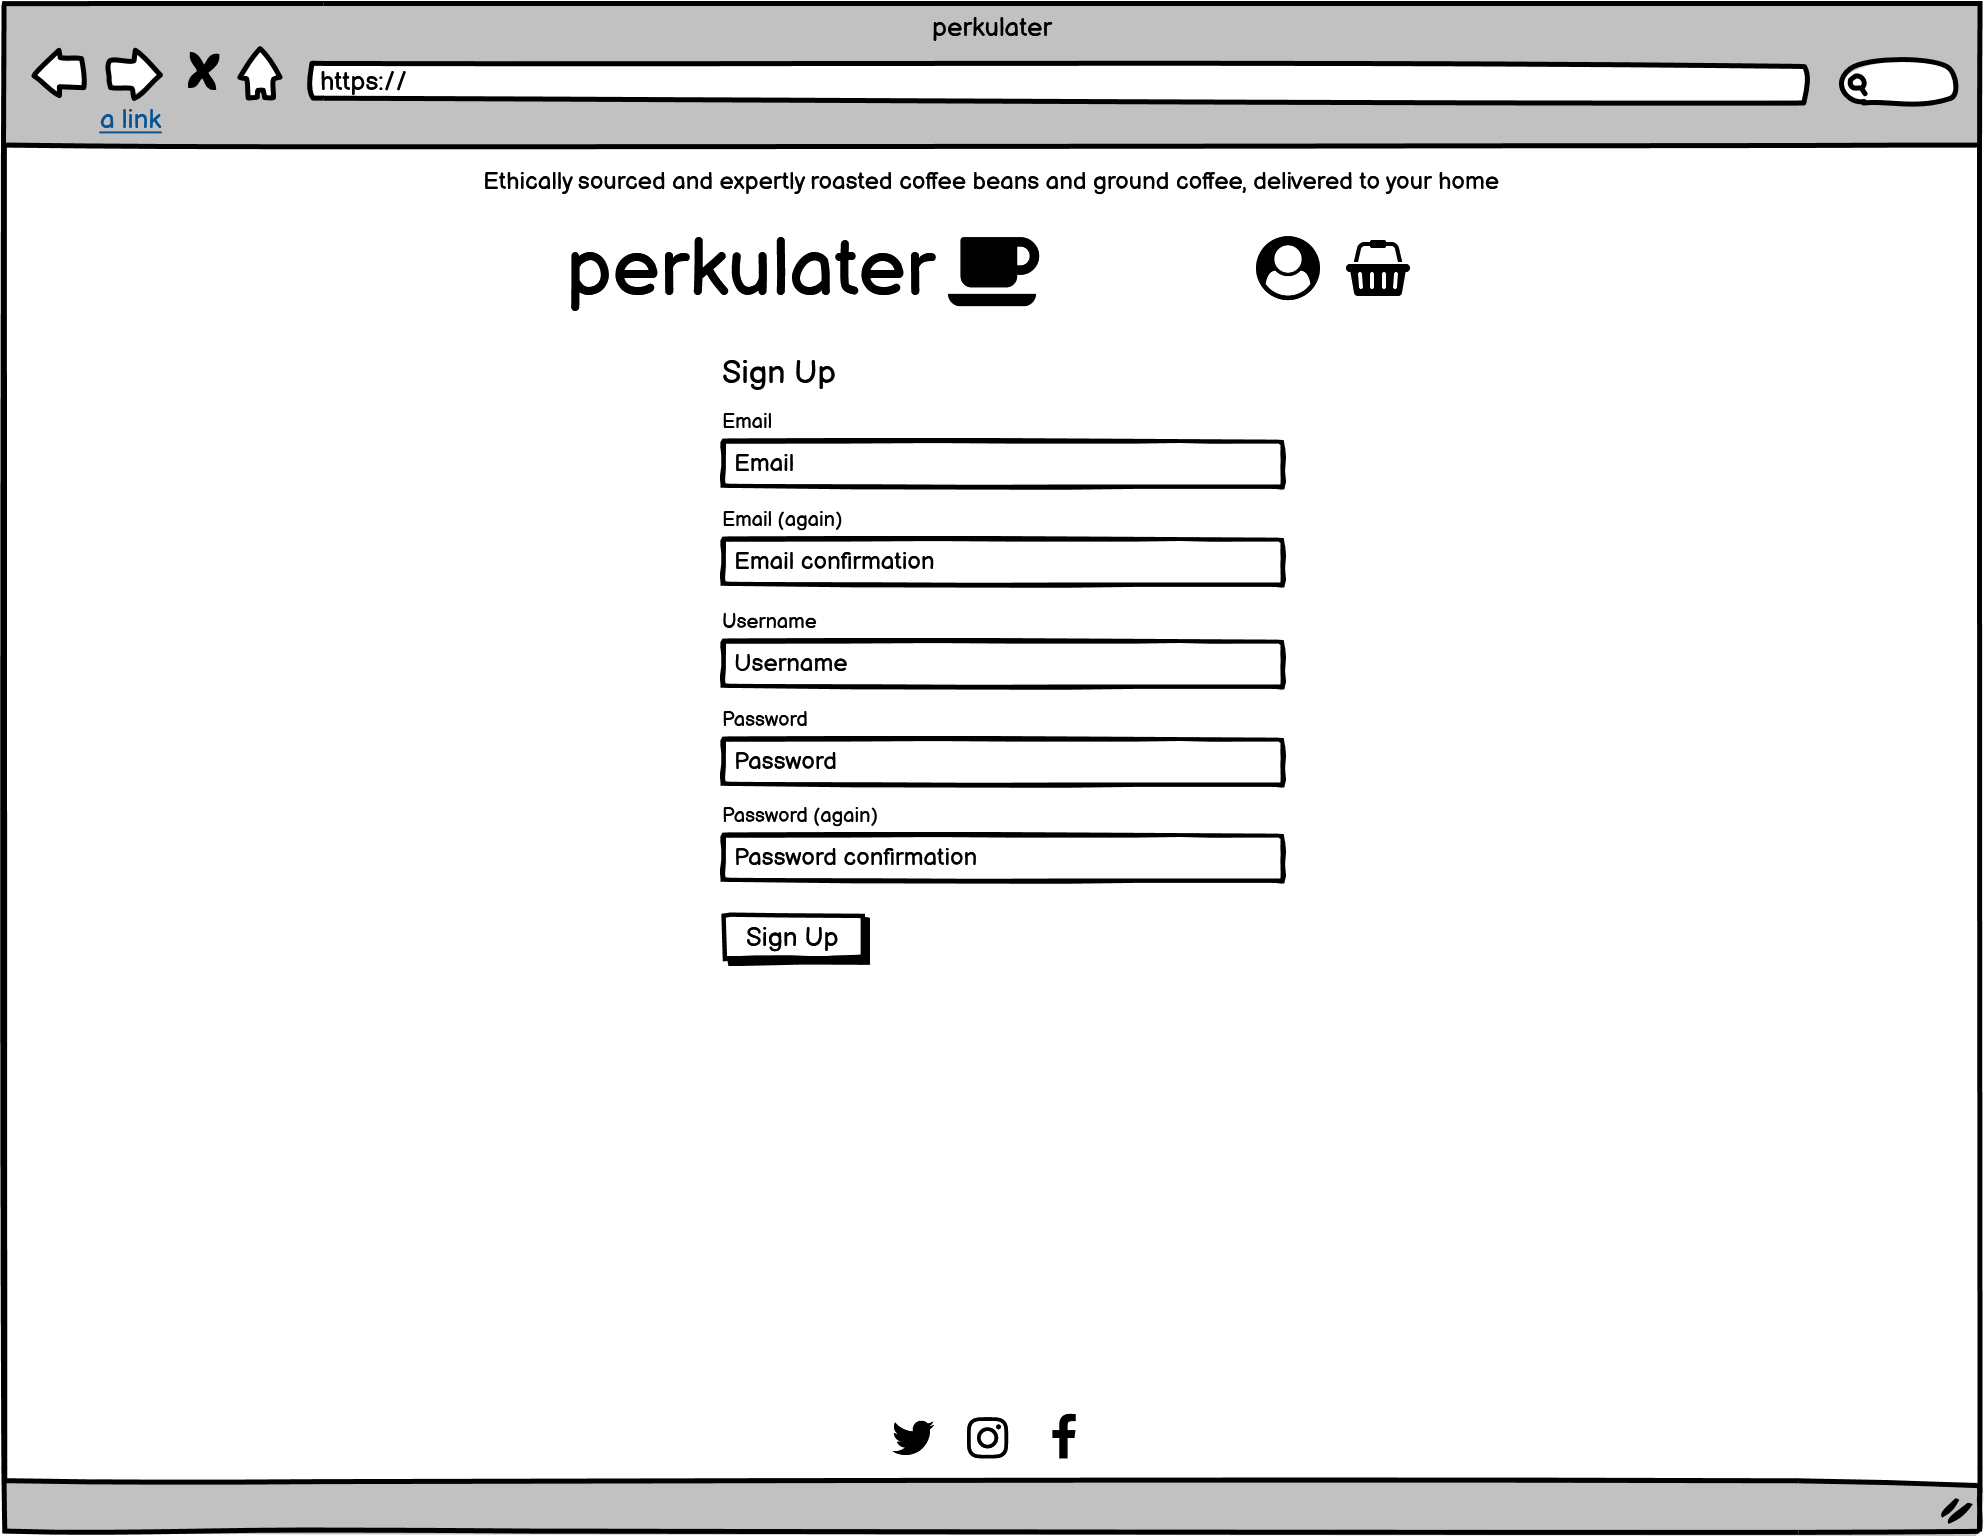 perkulater
https://
a link
Ethically sourced and expertly roasted coffee beans and ground coffee, delivered to your home
perkulater
Sign Up
Email
Email
Email (again)
Email confirmation
Username
Username
Password
Password
Password (again)
Password confirmation
Sign Up